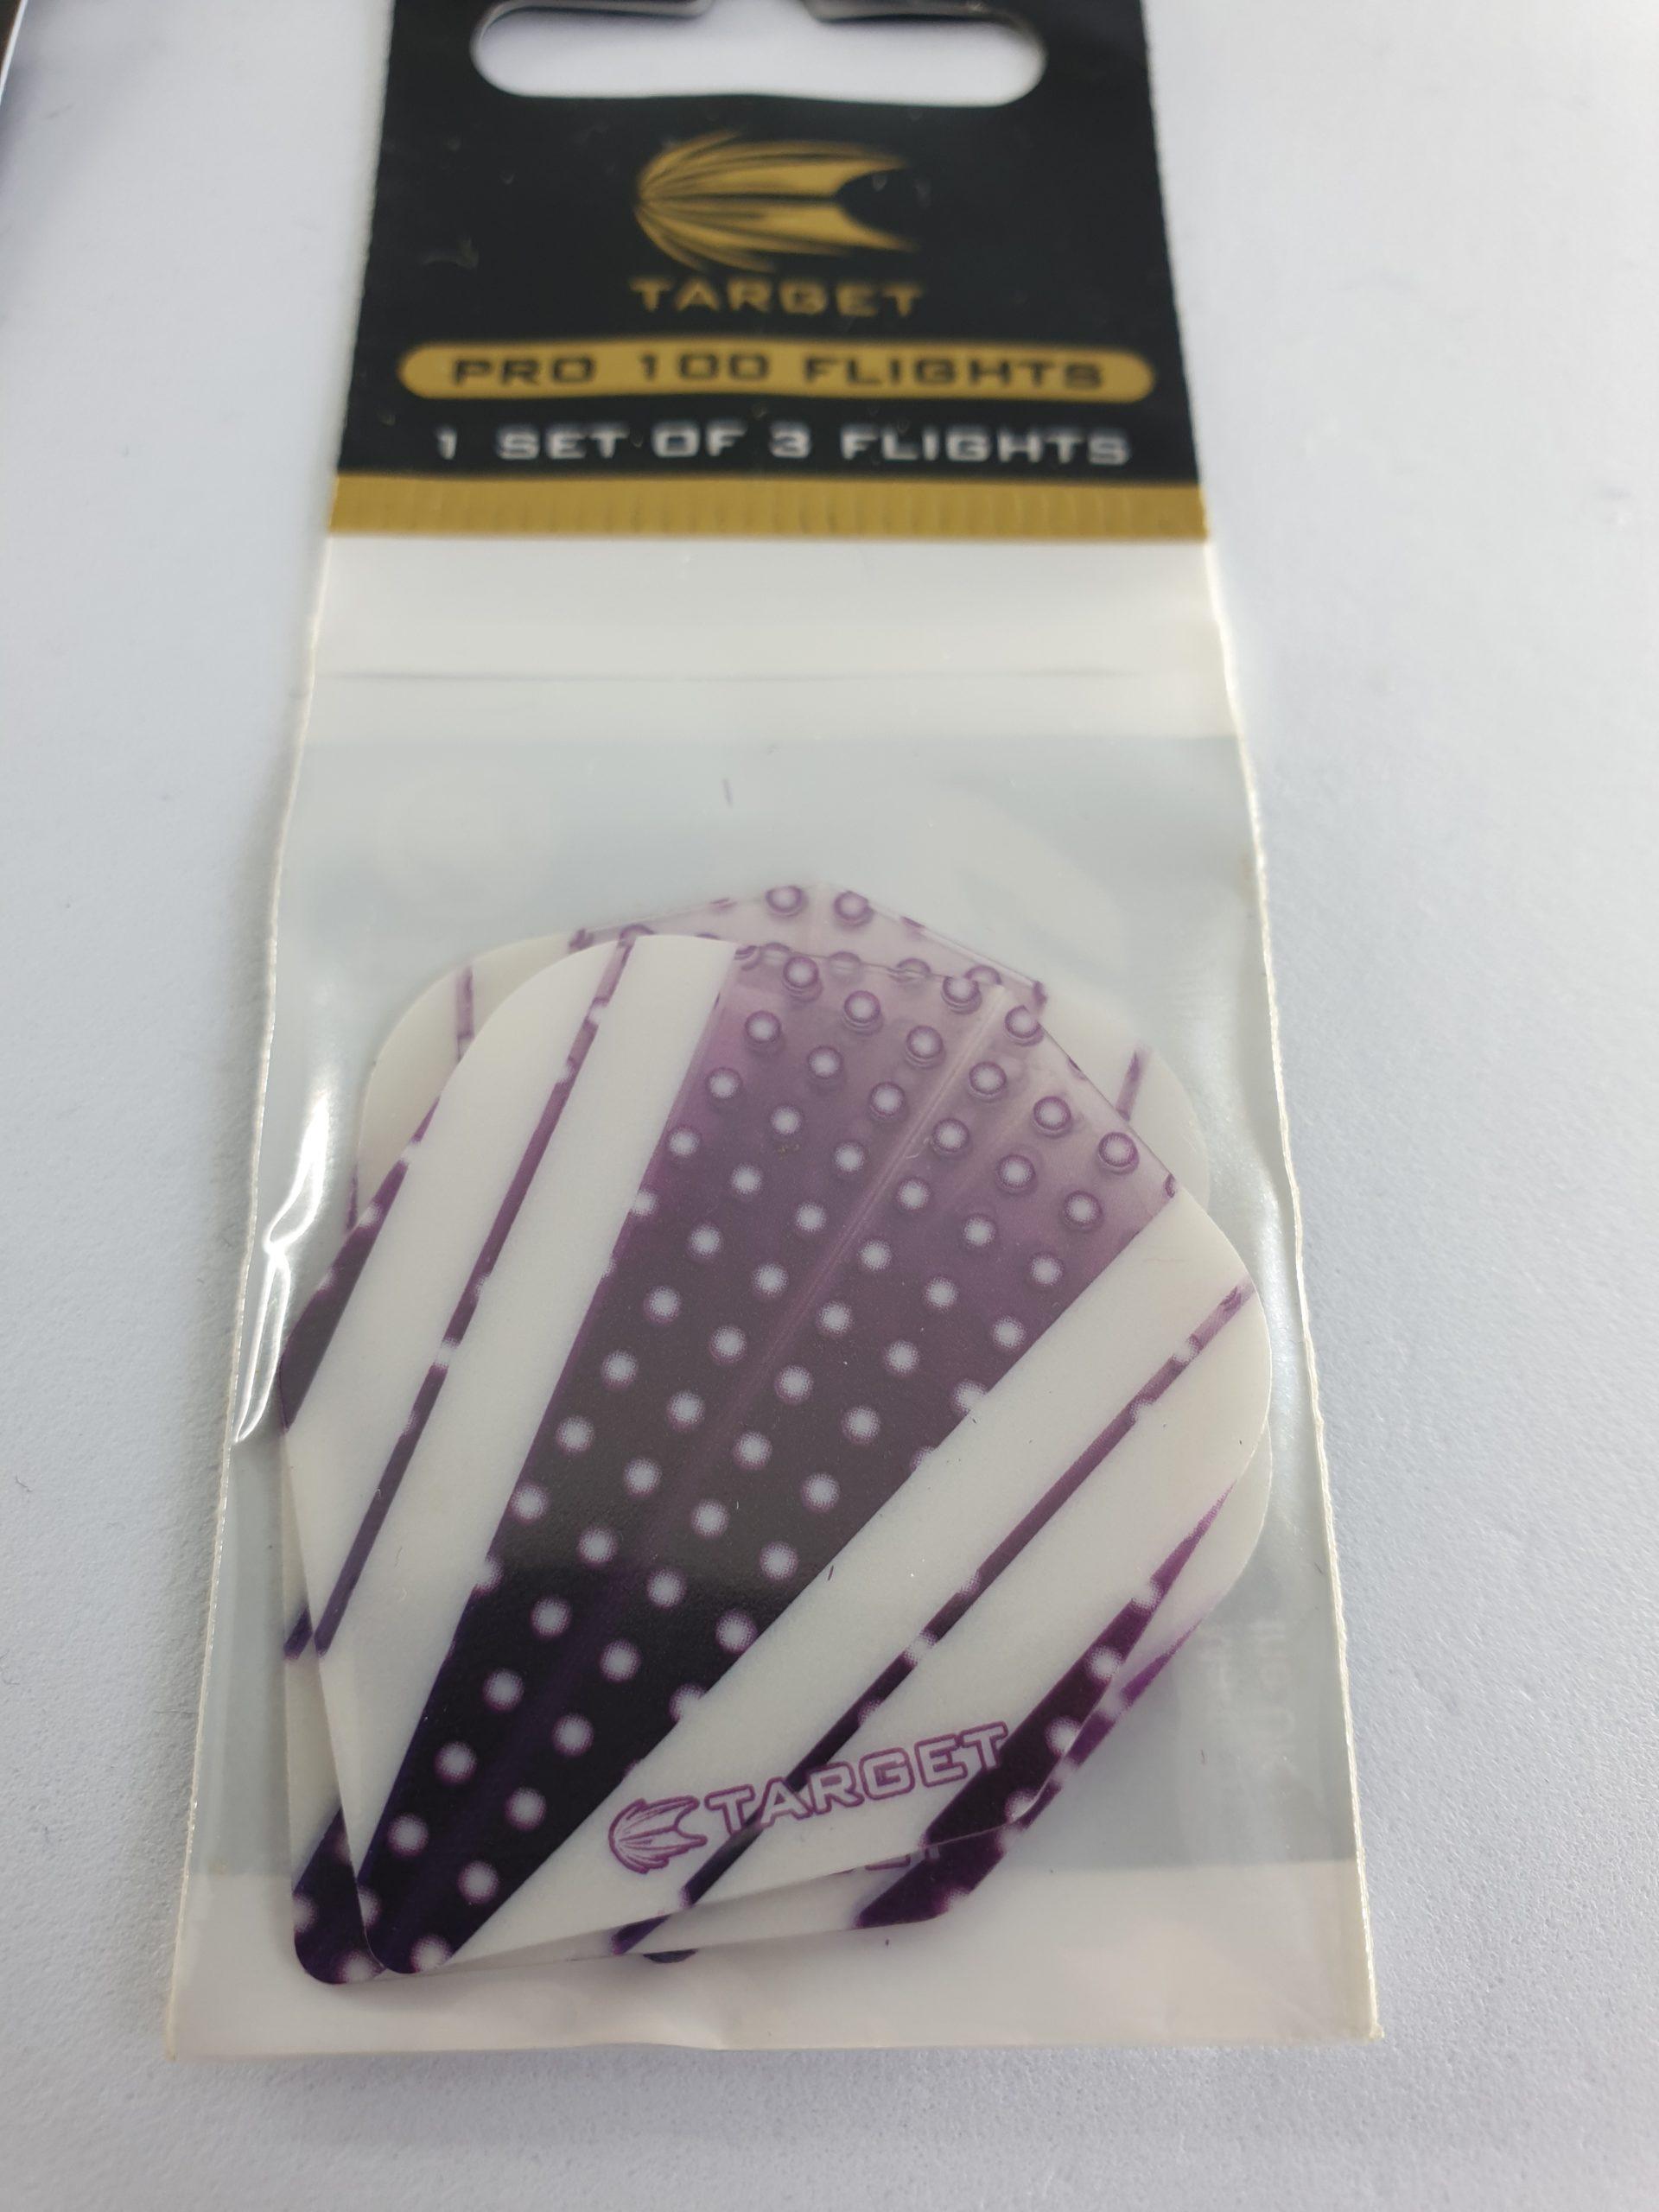 TARGET
PRO 100 FLIGHTS
1 SET OF 3 FLIGHTS
TARGET